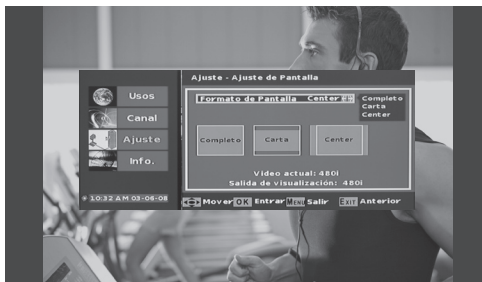 Ajuste - Ajuste de Pantalla
Usos
Canal
Ajuste
Info.
Formato de Pantalla Center
Completo
Carta
Center
Completo Carta Center
Video actual: 480i
Salida de visualización: 480i
10:32 AM 03-06-08
Mover OK Entrar MENU Salir EXIT Anterior